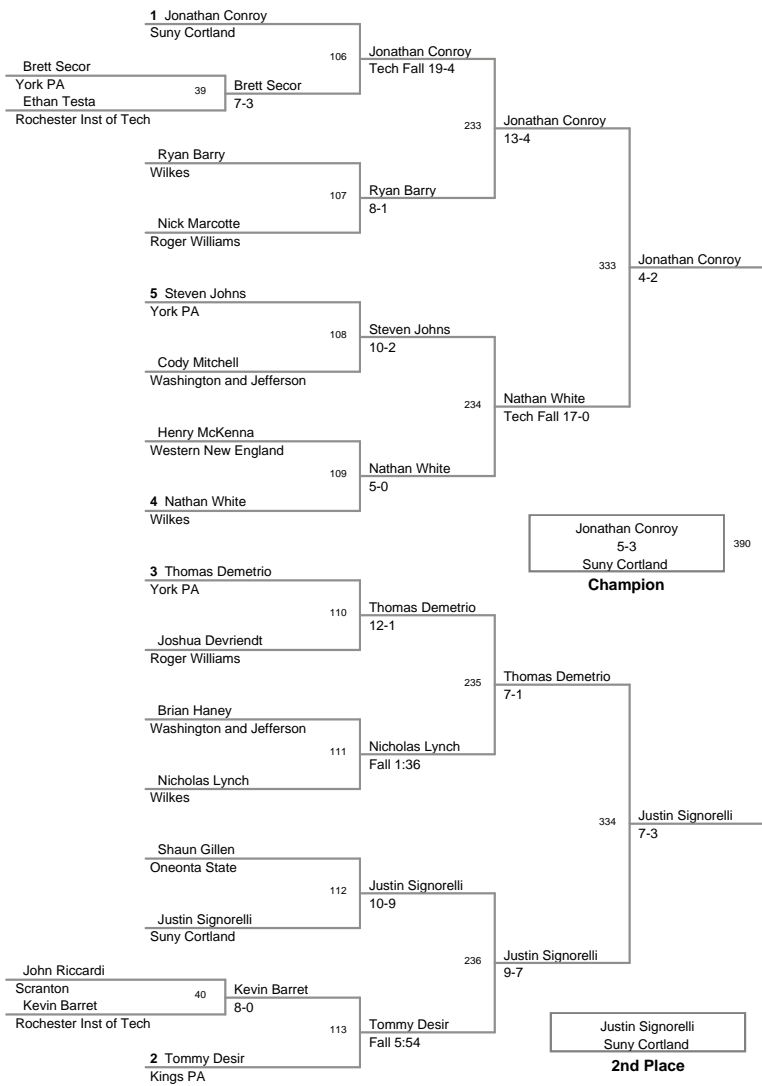 1 Jonathan Conroy
Suny Cortland
106
Jonathan Conroy
Tech Fall 19-4
Brett Secor
York PA
39
Brett Secor
7-3
Ethan Testa
Rochester Inst of Tech
233
Jonathan Conroy
13-4
Ryan Barry
Wilkes
107
Ryan Barry
8-1
Nick Marcotte
Roger Williams
333
Jonathan Conroy
4-2
5 Steven Johns
York PA
108
Steven Johns
10-2
Cody Mitchell
Washington and Jefferson
234
Nathan White
Tech Fall 17-0
Henry McKenna
Western New England
109
Nathan White
5-0
4 Nathan White
Wilkes
Jonathan Conroy
5-3
Suny Cortland
390
Champion
3 Thomas Demetrio
York PA
110
Thomas Demetrio
12-1
Joshua Devriendt
Roger Williams
235
Thomas Demetrio
7-1
Brian Haney
Washington and Jefferson
111
Nicholas Lynch
Fall 1:36
Nicholas Lynch
Wilkes
334
Justin Signorelli
7-3
Shaun Gillen
Oneonta State
112
Justin Signorelli
10-9
Justin Signorelli
Suny Cortland
236
Justin Signorelli
9-7
John Riccardi
Scranton
40
Kevin Barret
8-0
Kevin Barret
Rochester Inst of Tech
113
Tommy Desir
Fall 5:54
2 Tommy Desir
Kings PA
Justin Signorelli
Suny Cortland
2nd Place